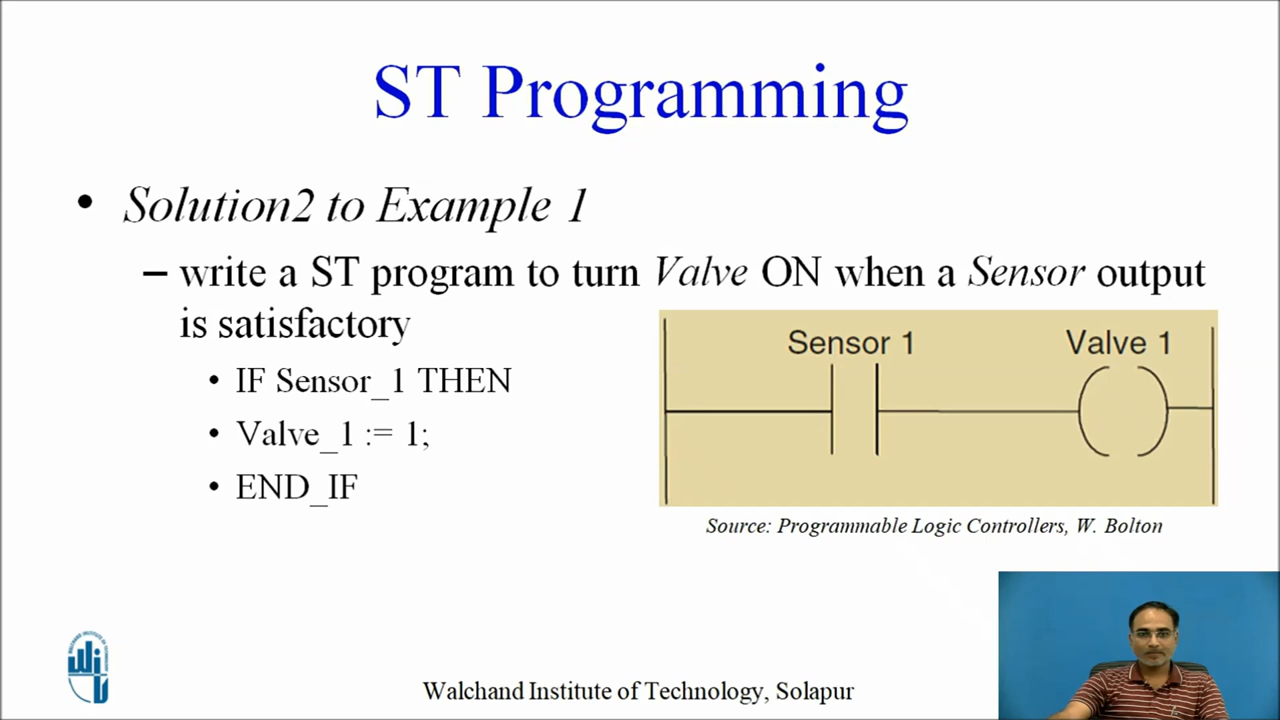 ST Programming
• Solution2 to Example 1
– write a ST program to turn Valve ON when a Sensor output
is satisfactory
• IF Sensor_1 THEN
• Valve_1 := 1;
• END_IF
Sensor 1 Valve 1
Source: Programmable Logic Controllers, W. Bolton
Walchand Institute of Technology, Solapur